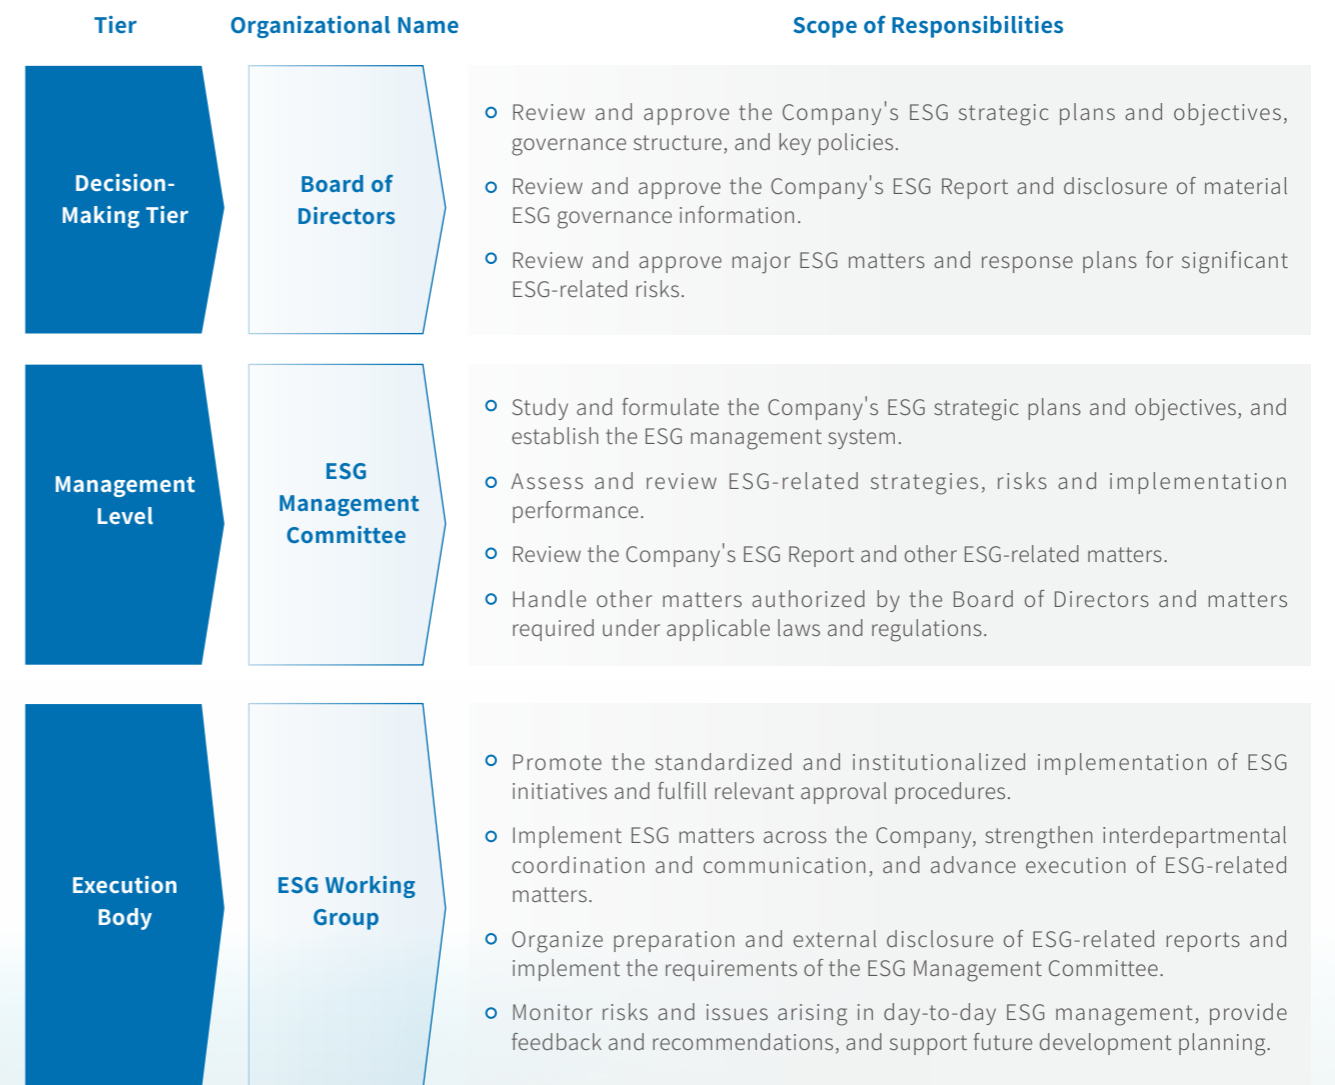 Tier
Organizational Name
Scope of Responsibilities
Decision-
Making Tier
Board of
Directors
Review and approve the Company's ESG strategic plans and objectives,
governance structure, and key policies.
Review and approve the Company's ESG Report and disclosure of material
ESG governance information.
Review and approve major ESG matters and response plans for significant
ESG-related risks.
Management
Level
ESG
Management
Committee
Study and formulate the Company's ESG strategic plans and objectives, and
establish the ESG management system.
Assess and review ESG-related strategies, risks and implementation
performance.
Review the Company's ESG Report and other ESG-related matters.
Handle other matters authorized by the Board of Directors and matters
required under applicable laws and regulations.
Execution
Body
ESG Working
Group
Promote the standardized and institutionalized implementation of ESG
initiatives and fulfill relevant approval procedures.
Implement ESG matters across the Company, strengthen interdepartmental
coordination and communication, and advance execution of ESG-related
matters.
Organize preparation and external disclosure of ESG-related reports and
implement the requirements of the ESG Management Committee.
Monitor risks and issues arising in day-to-day ESG management, provide
feedback and recommendations, and support future development planning.